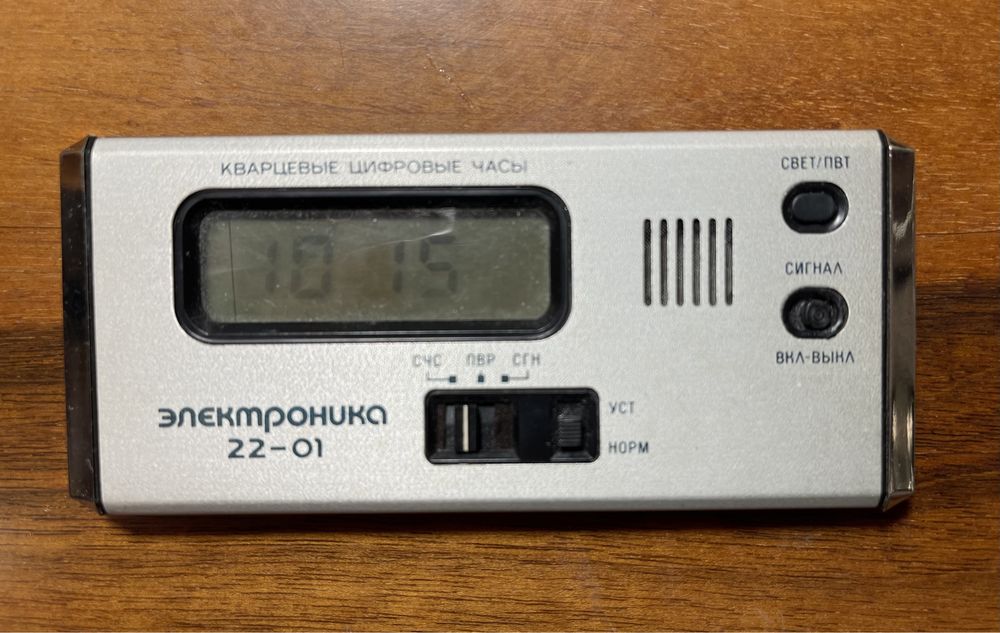 КВАРЦЕВЫЕ ЦИФРОВЫЕ ЧАСЫ
СВЕТ/ПВТ
10 15
СИГНАЛ
ВКЛ-ВЫКЛ
СЧС ПВР СГН
УСТ
НОРМ
ЭЛЕКТРОНИКА
22-01